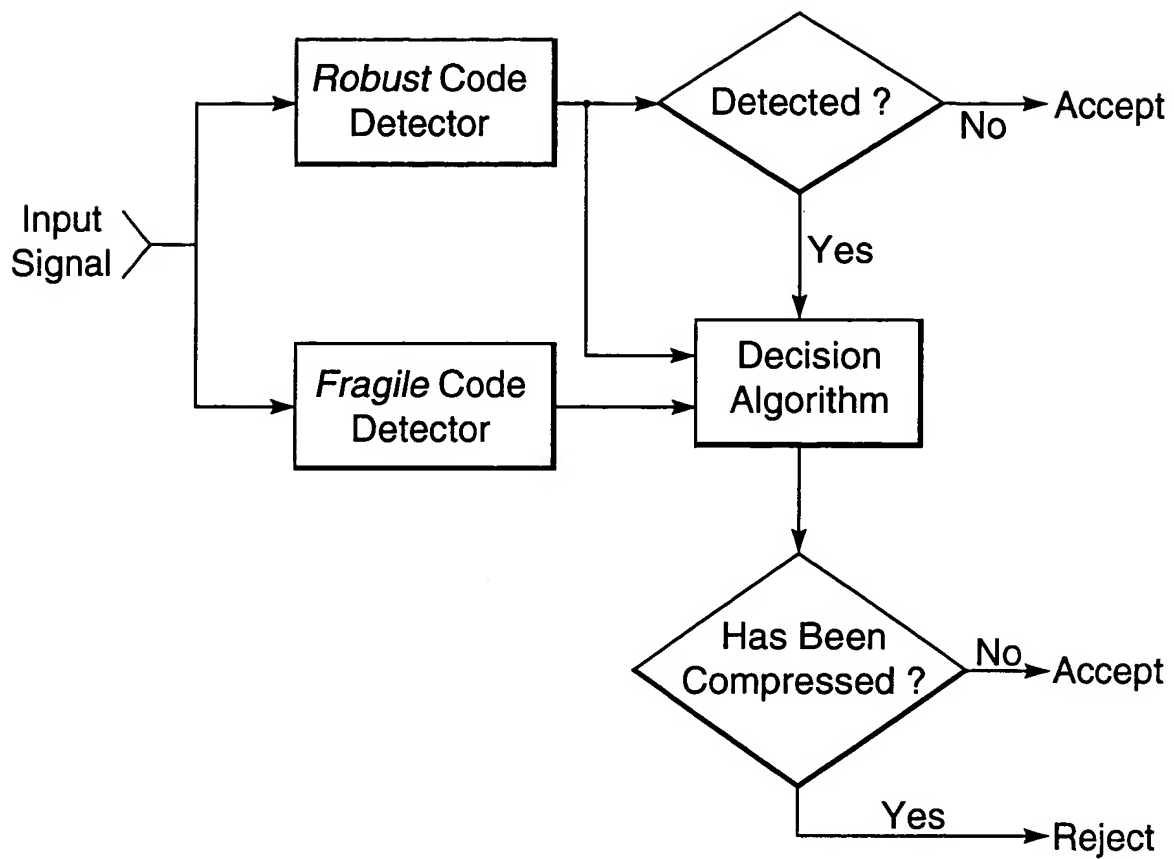 Robust Code
Detector
Detected ?
No
Accept
Input
Signal
Yes
Fragile Code
Detector
Decision
Algorithm
Has Been
Compressed ?
No
Accept
Yes
Reject